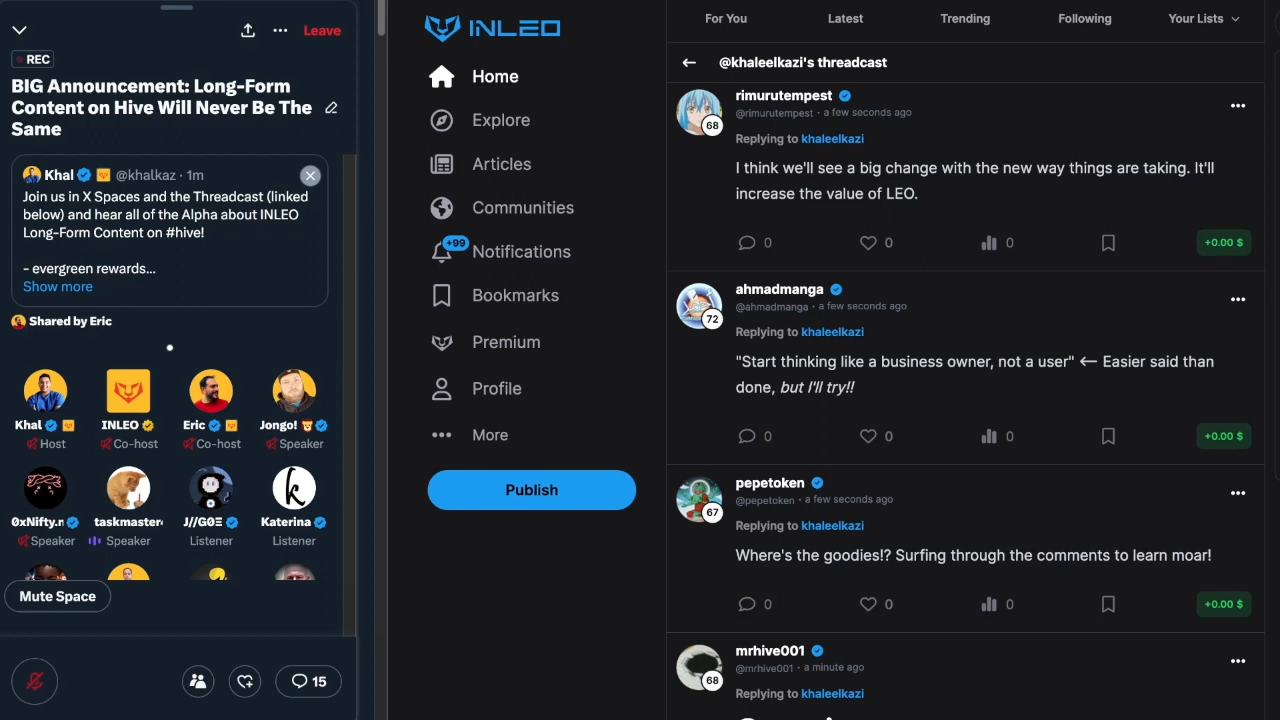 Leave
REC
BIG Announcement: Long-Form
Content on Hive Will Never Be The
Same
Khal @khalkaz · 1m
Join us in X Spaces and the Threadcast (linked
below) and hear all of the Alpha about INLEO
Long-Form Content on #hive!
- evergreen rewards...
Show more
Shared by Eric
Khal
Host
INLEO
Co-host
Eric
Co-host
Jongo!
Speaker
0xNifty.n
Speaker
taskmaster
Speaker
J//GΘΞ
Listener
Katerina
Listener
Mute Space
15
INLEO
Home
Explore
Articles
Communities
+99
Notifications
Bookmarks
Premium
Profile
More
Publish
For You Latest Trending Following Your Lists
@khaleelkazi's threadcast
rimurutempest
68
@rimurutempest · a few seconds ago
Replying to khaleelkazi
I think we'll see a big change with the new way things are taking. It'll
increase the value of LEO.
0 0 0 +0.00 $
ahmadmanga
72
@ahmadmanga · a few seconds ago
Replying to khaleelkazi
"Start thinking like a business owner, not a user" <— Easier said than
done, but I'll try!!
0 0 0 +0.00 $
pepetoken
67
@pepetoken · a few seconds ago
Replying to khaleelkazi
Where's the goodies!? Surfing through the comments to learn moar!
0 0 0 +0.00 $
mrhive001
68
@mrhive001 · a minute ago
Replying to khaleelkazi